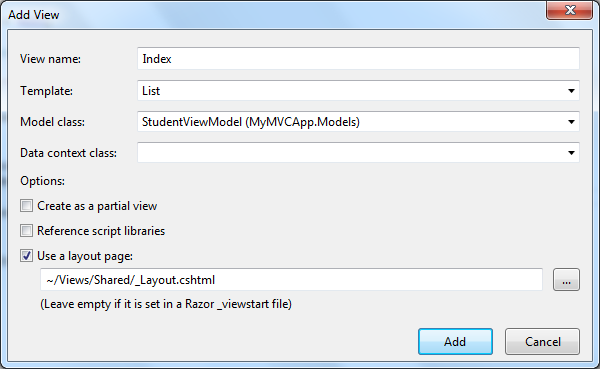 Add View
View name: Index
Template: List
Model class: StudentViewModel (MyMVCApp.Models)
Data context class:
Options:
Create as a partial view
Reference script libraries
Use a layout page:
~/Views/Shared/_Layout.cshtml ...
(Leave empty if it is set in a Razor _viewstart file)
Add Cancel